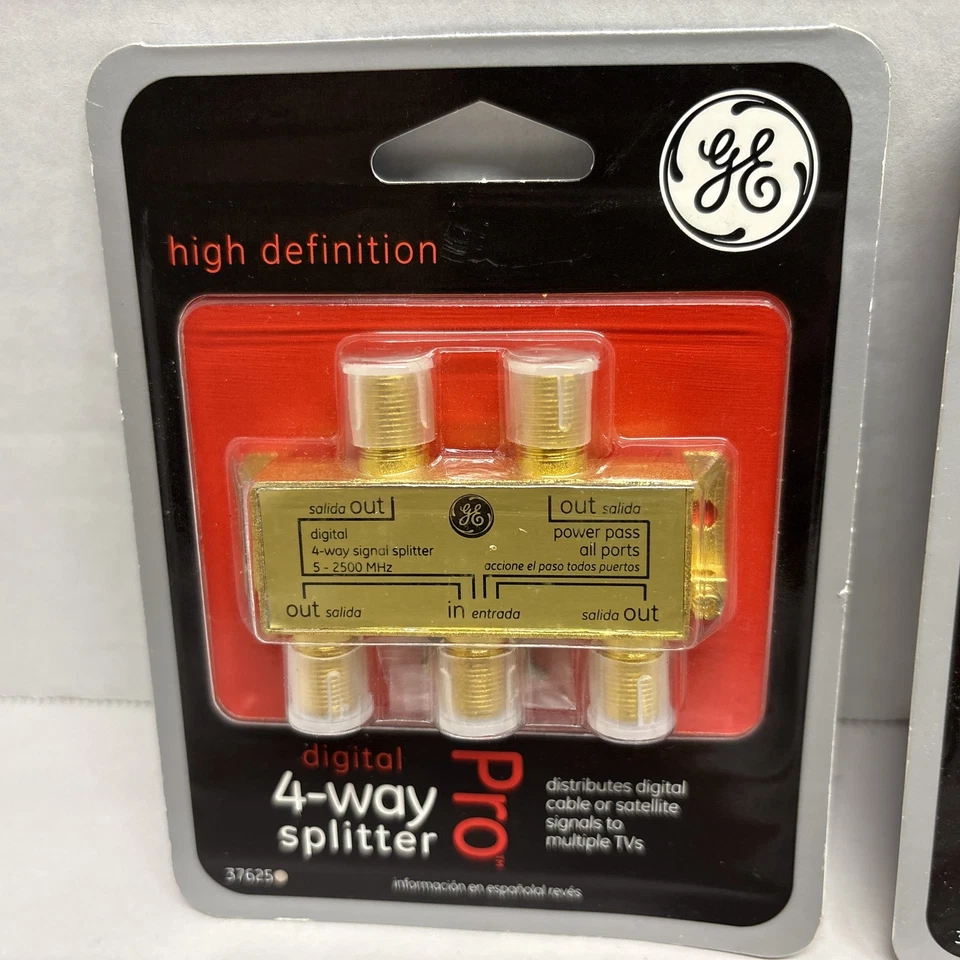 GE
high definition
salida out
GE
out salida
digital
4-way signal splitter
5 - 2500 MHz
power pass
all ports
accione el paso todos puertos
out salida
in entrada
salida out
digital
4-way
splitter
Pro™
distributes digital
cable or satellite
signals to
multiple TVs
37625
información en españolal revés